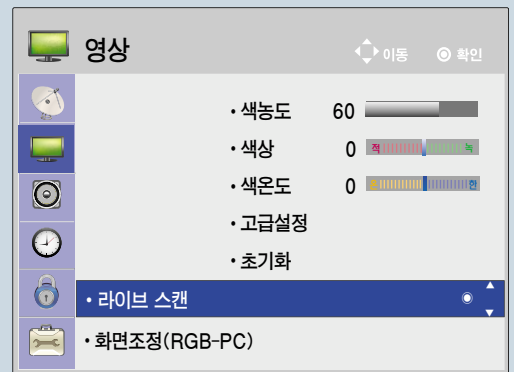 영상 이동 확인
• 색농도 60
• 색상 0 적 녹
• 색온도 0 온 한
• 고급설정
• 초기화
• 라이브 스캔
• 화면조정(RGB-PC)